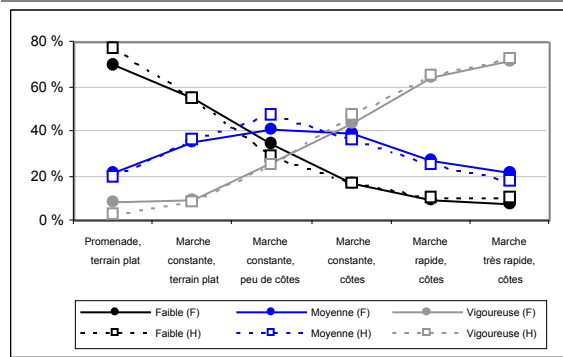 80 %
60 %
40 %
20 %
0 %
Promenade, terrain plat
Marche constante, terrain plat
Marche constante, peu de côtes
Marche constante, côtes
Marche rapide, côtes
Marche très rapide, côtes
Faible (F)
Moyenne (F)
Vigoureuse (F)
Faible (H)
Moyenne (H)
Vigoureuse (H)